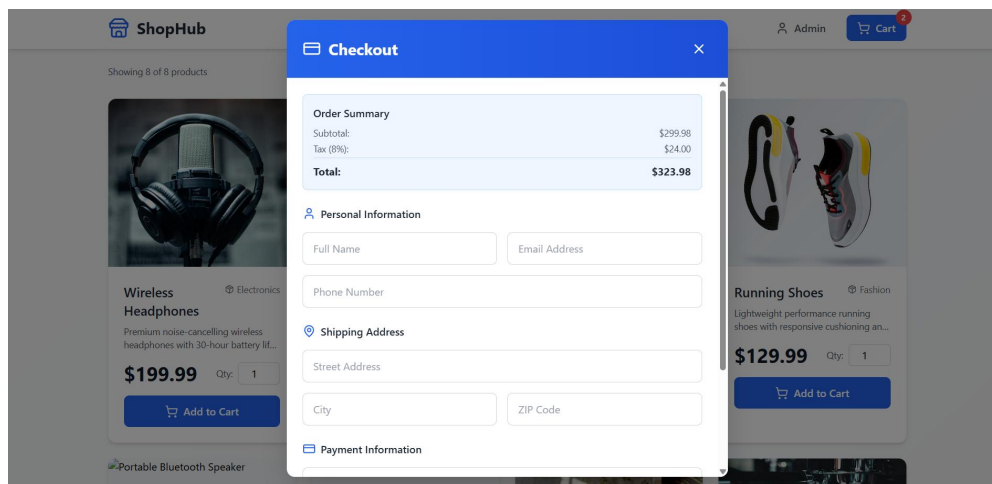 ShopHub
Admin
Cart
2
Showing 8 of 8 products
Checkout
Order Summary
Subtotal: $299.98
Tax (8%): $24.00
Total: $323.98
Personal Information
Full Name
Email Address
Phone Number
Shipping Address
Street Address
City
ZIP Code
Payment Information
Wireless
Headphones
Electronics
Premium noise-cancelling wireless
headphones with 30-hour battery lif...
$199.99 Qty: 1
Add to Cart
Running Shoes
Fashion
Lightweight performance running
shoes with responsive cushioning an...
$129.99 Qty: 1
Add to Cart
Portable Bluetooth Speaker